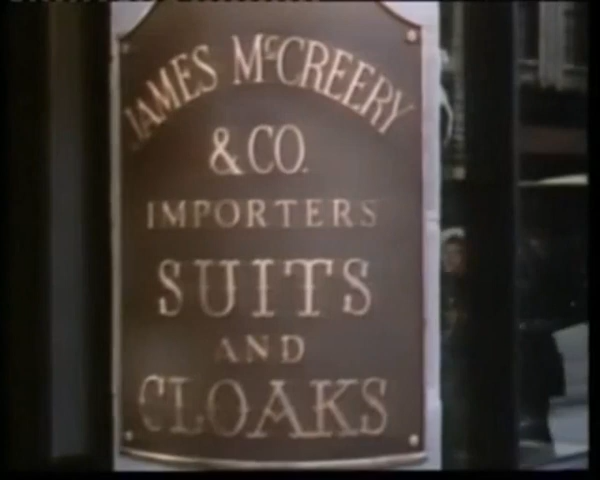 JAMES McCREERY
& CO.
IMPORTERS
SUITS
AND
CLOAKS